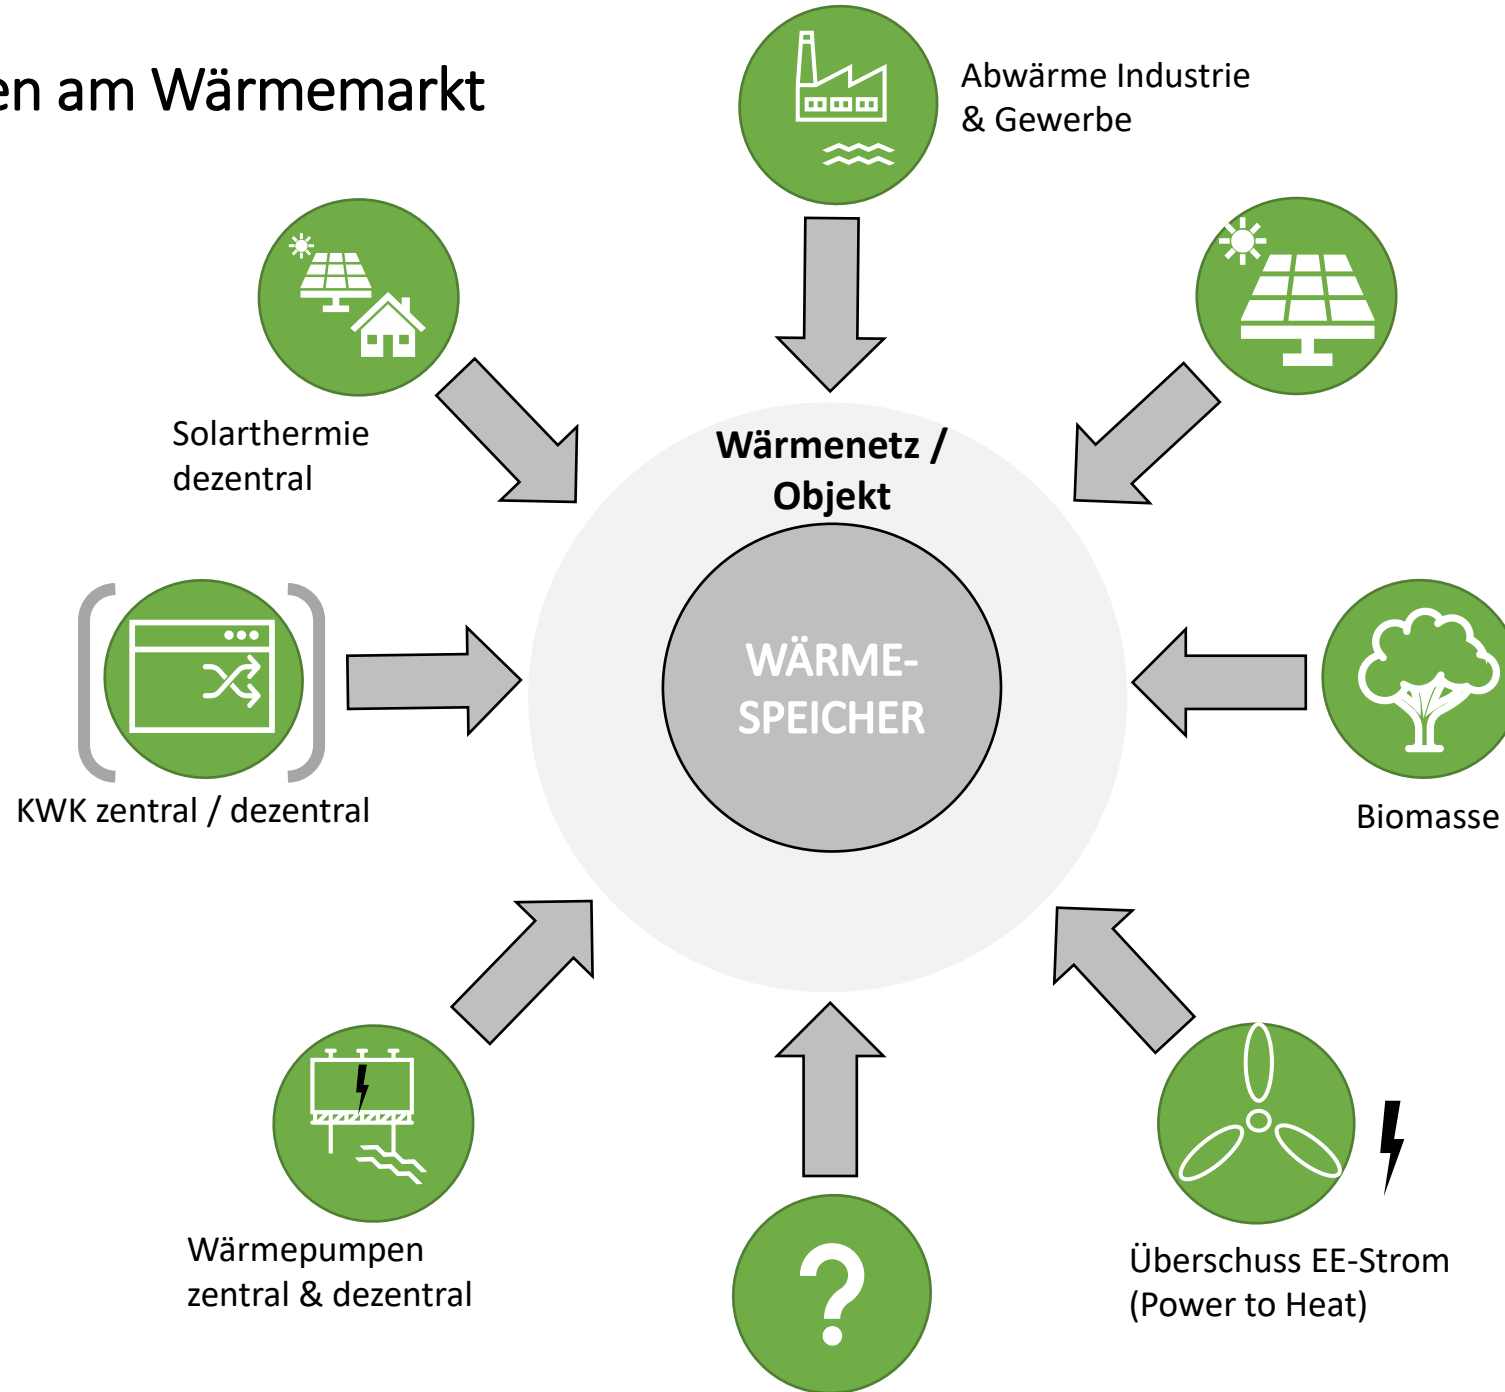 en am Wärmemarkt
Abwärme Industrie
& Gewerbe
Solarthermie
dezentral
Wärmenetz /
Objekt
WÄRME-
SPEICHER
KWK zentral / dezentral
Biomasse
Wärmepumpen
zentral & dezentral
?
Überschuss EE-Strom
(Power to Heat)